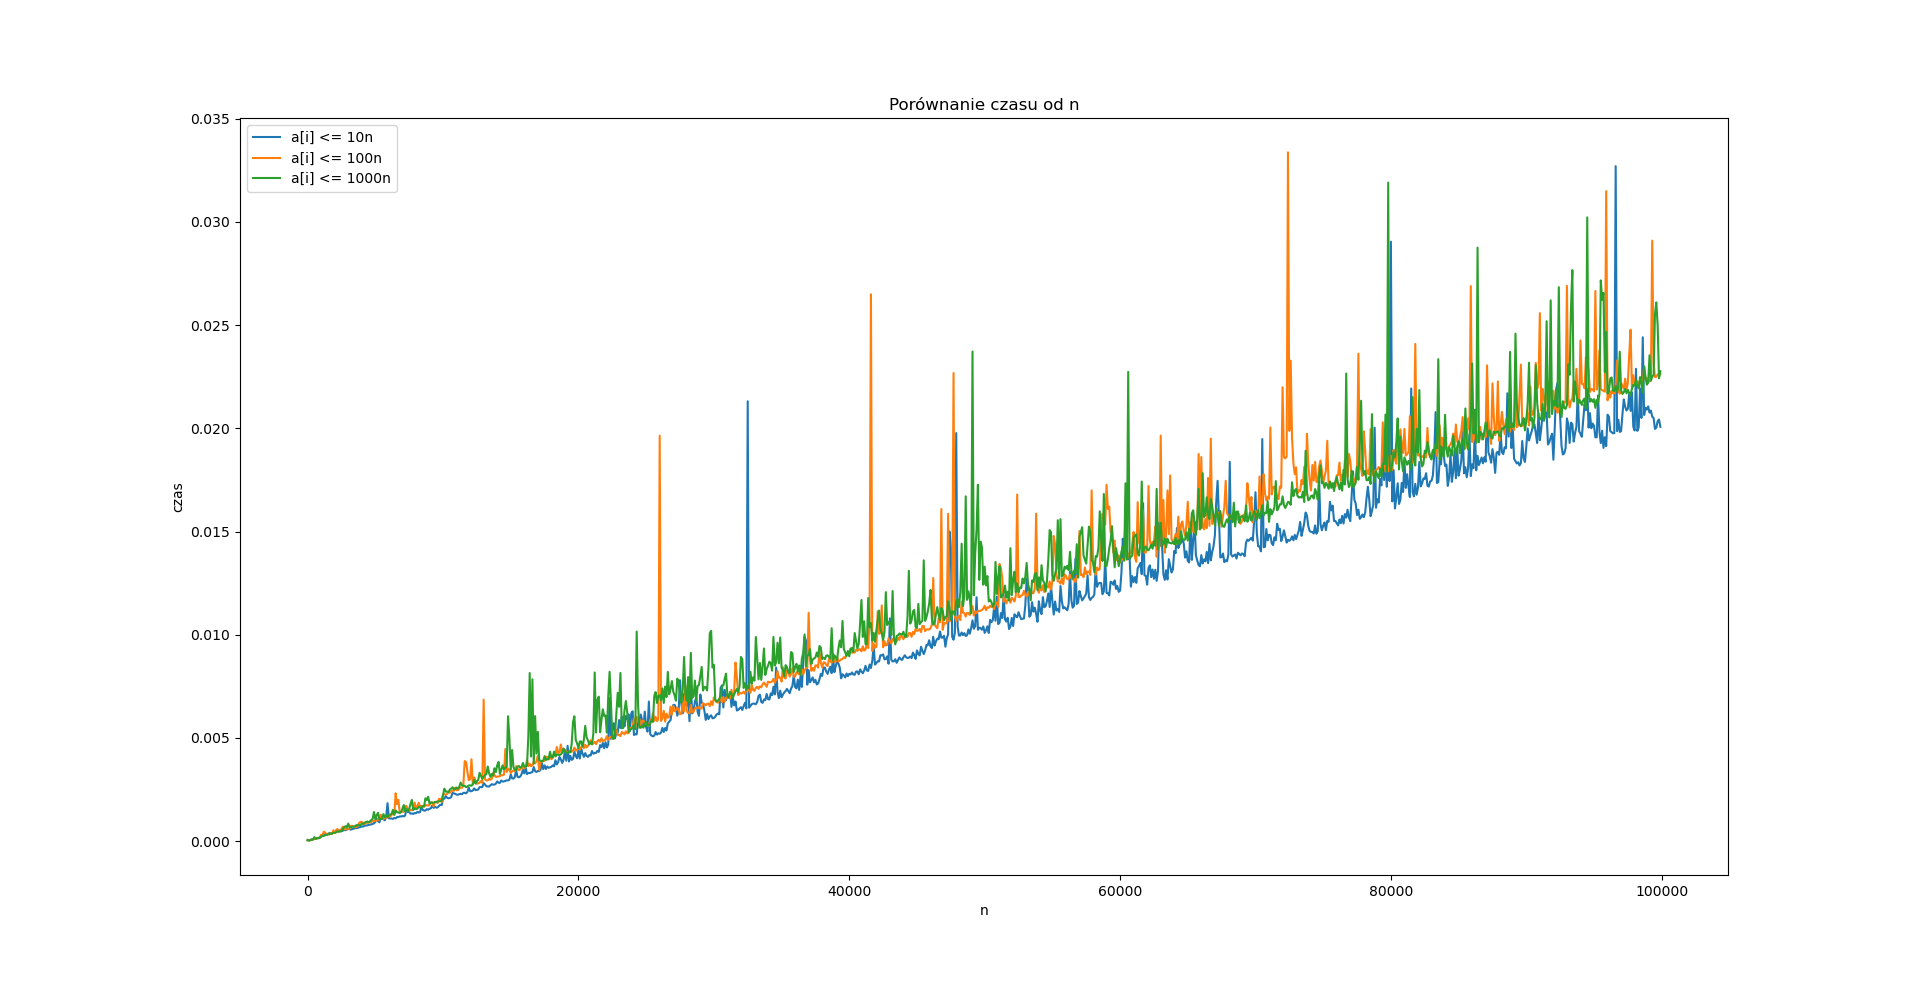 Porównanie czasu od n
a[i] <= 10n
a[i] <= 100n
a[i] <= 1000n
0.035
0.030
0.025
0.020
0.015
0.010
0.005
0.000
czas
0 20000 40000 60000 80000 100000
n